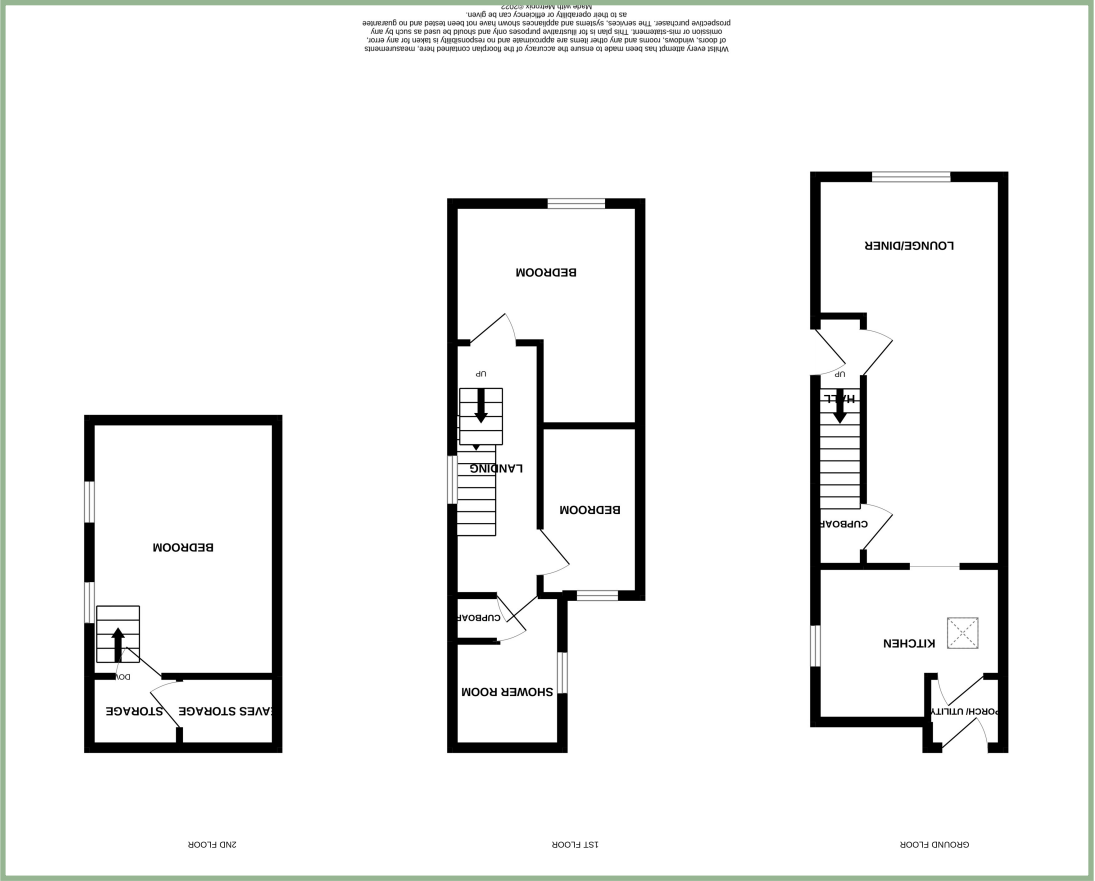 GROUND FLOOR
1ST FLOOR
2ND FLOOR
PORCH/ UTILITY
KITCHEN
CUPBOAR
HALL
UP
LOUNGE/DINER
SHOWER ROOM
CUPBOAR
BEDROOM
LANDING
UP
BEDROOM
EAVES STORAGE
STORAGE
DOW
BEDROOM
Whilst every attempt has been made to ensure the accuracy of the floorplan contained here, measurements
of doors, windows, rooms and any other items are approximate and no responsibility is taken for any error,
omission or mis-statement. This plan is for illustrative purposes only and should be used as such by any
prospective purchaser. The services, systems and appliances shown have not been tested and no guarantee
as to their operability or efficiency can be given.
Made with Metropix ©2022